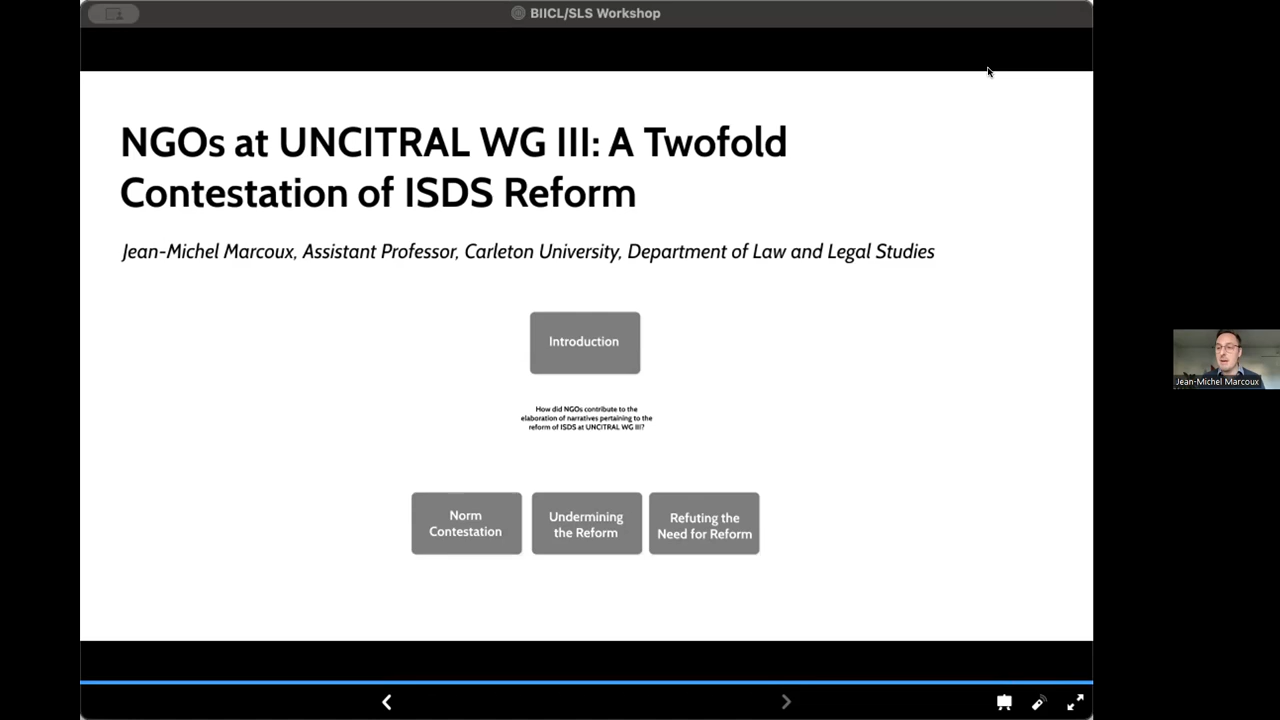 BIICL/SLS Workshop
NGOs at UNCITRAL WG III: A Twofold
Contestation of ISDS Reform
Jean-Michel Marcoux, Assistant Professor, Carleton University, Department of Law and Legal Studies
Introduction
How did NGOs contribute to the
elaboration of narratives pertaining to the
reform of ISDS at UNCITRAL WG III?
Norm
Contestation
Undermining
the Reform
Refuting the
Need for Reform
Jean-Michel Marcoux